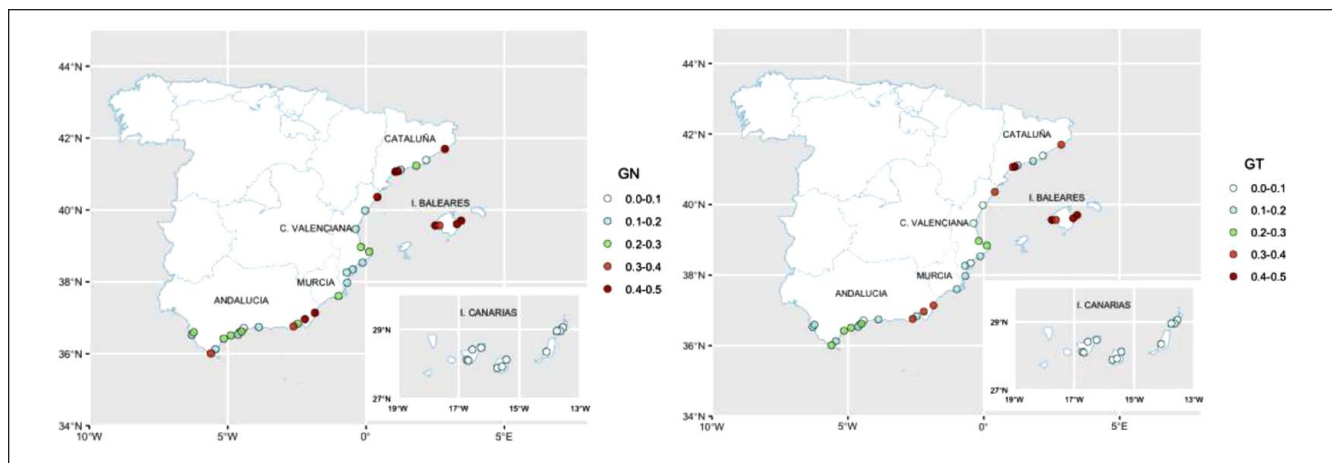 44°N
42°N
40°N
38°N
36°N
34°N
10°W
5°W
0°
5°E
CATALUÑA
I. BALEARES
C. VALENCIANA
MURCIA
ANDALUCIA
I. CANARIAS
29°N
27°N
19°W
17°W
15°W
13°W
GN
0.0-0.1
0.1-0.2
0.2-0.3
0.3-0.4
0.4-0.5
44°N
42°N
40°N
38°N
36°N
34°N
10°W
5°W
0°
5°E
CATALUÑA
I. BALEARES
C. VALENCIANA
MURCIA
ANDALUCIA
I. CANARIAS
29°N
27°N
19°W
17°W
15°W
13°W
GT
0.0-0.1
0.1-0.2
0.2-0.3
0.3-0.4
0.4-0.5